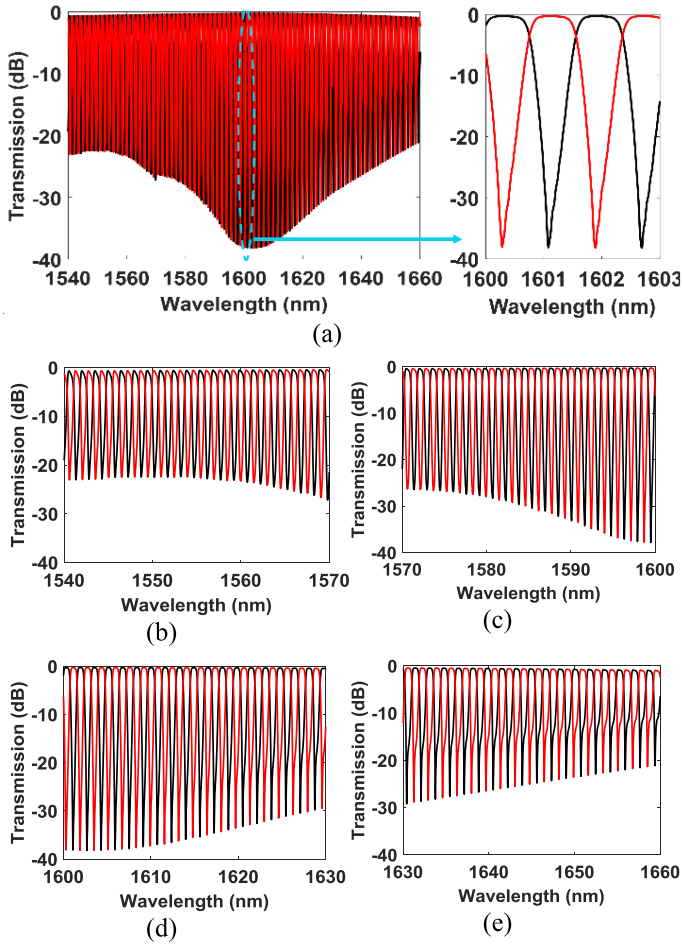 Transmission (dB)
0
-10
-20
-30
-40
1540 1560 1580 1600 1620 1640 1660
Wavelength (nm)
Transmission (dB)
0
-10
-20
-30
-40
1600 1601 1602 1603
Wavelength (nm)
(a)
Transmission (dB)
0
-10
-20
-30
-40
1540 1550 1560 1570
Wavelength (nm)
(b)
Transmission (dB)
0
-10
-20
-30
-40
1570 1580 1590 1600
Wavelength (nm)
(c)
Transmission (dB)
0
-10
-20
-30
-40
1600 1610 1620 1630
Wavelength (nm)
(d)
Transmission (dB)
0
-10
-20
-30
-40
1630 1640 1650 1660
Wavelength (nm)
(e)